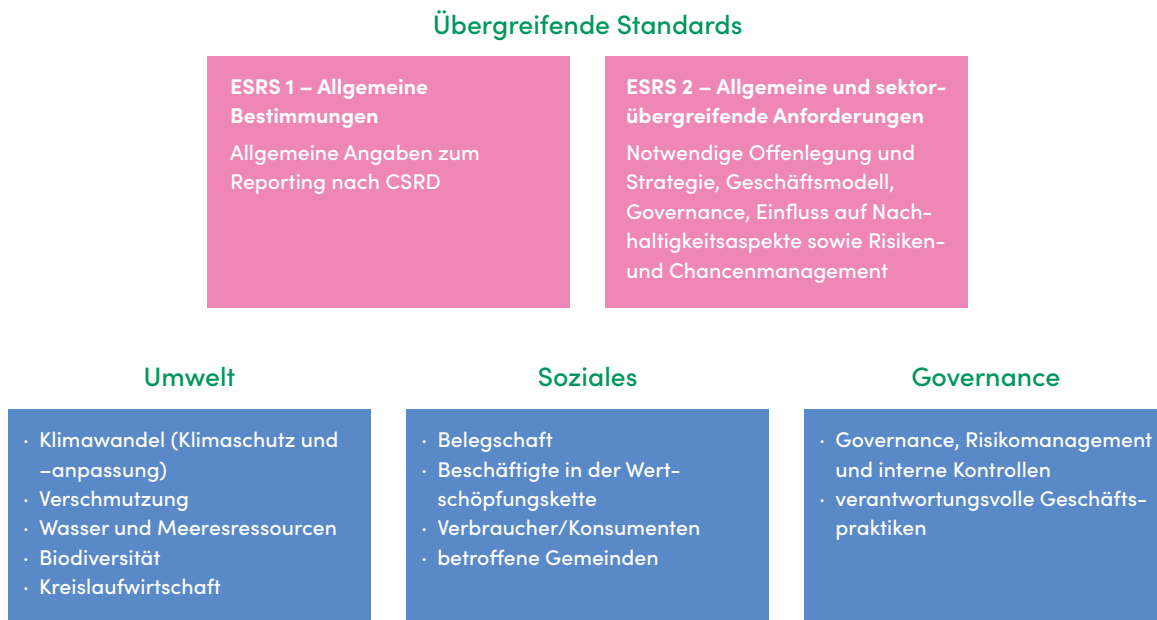 Übergreifende Standards
ESRS 1 – Allgemeine
Bestimmungen
Allgemeine Angaben zum
Reporting nach CSRD
ESRS 2 – Allgemeine und sektor-
übergreifende Anforderungen
Notwendige Offenlegung und
Strategie, Geschäftsmodell,
Governance, Einfluss auf Nach-
haltigkeitsaspekte sowie Risiken-
und Chancenmanagement
Umwelt
· Klimawandel (Klimaschutz und
–anpassung)
· Verschmutzung
· Wasser und Meeresressourcen
· Biodiversität
· Kreislaufwirtschaft
Soziales
· Belegschaft
· Beschäftigte in der Wert-
schöpfungskette
· Verbraucher/Konsumenten
· betroffene Gemeinden
Governance
· Governance, Risikomanagement
und interne Kontrollen
· verantwortungsvolle Geschäfts-
praktiken